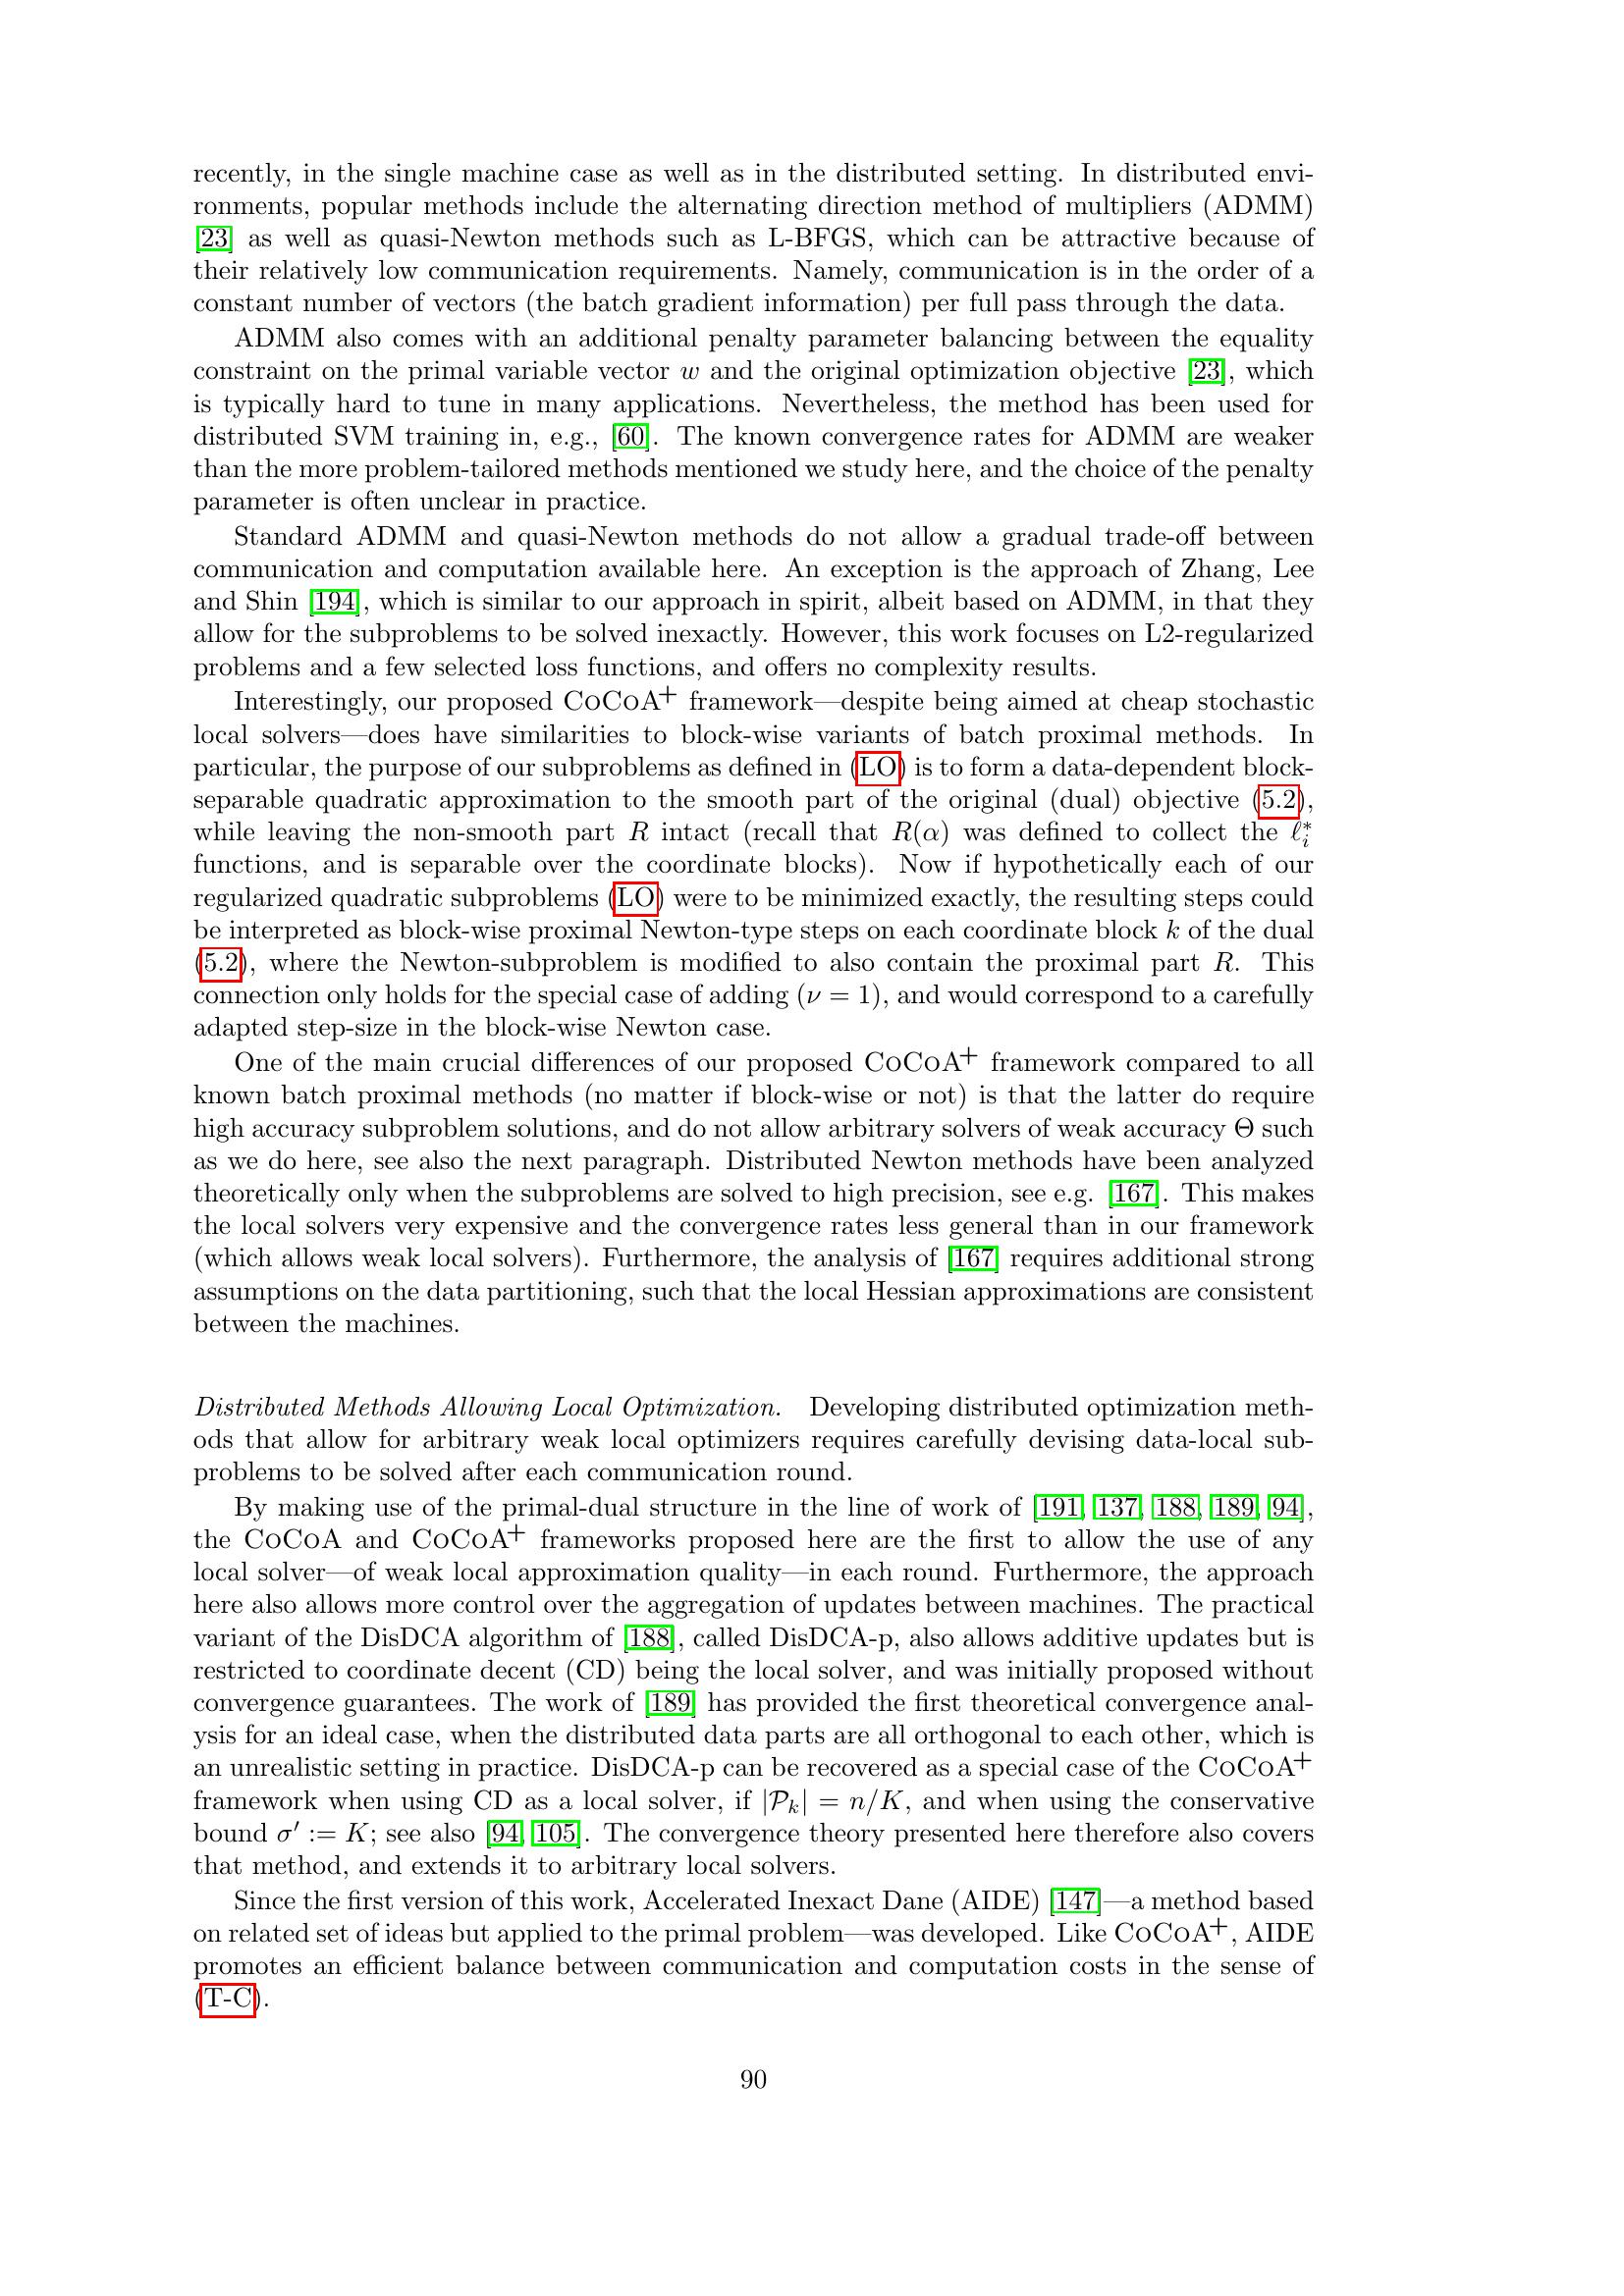 recently, in the single machine case as well as in the distributed setting. In distributed envi-
ronments, popular methods include the alternating direction method of multipliers (ADMM)
[23] as well as quasi-Newton methods such as L-BFGS, which can be attractive because of
their relatively low communication requirements. Namely, communication is in the order of a
constant number of vectors (the batch gradient information) per full pass through the data.
ADMM also comes with an additional penalty parameter balancing between the equality
constraint on the primal variable vector w and the original optimization objective [23], which
is typically hard to tune in many applications. Nevertheless, the method has been used for
distributed SVM training in, e.g., [60]. The known convergence rates for ADMM are weaker
than the more problem-tailored methods mentioned we study here, and the choice of the penalty
parameter is often unclear in practice.
Standard ADMM and quasi-Newton methods do not allow a gradual trade-off between
communication and computation available here. An exception is the approach of Zhang, Lee
and Shin [194], which is similar to our approach in spirit, albeit based on ADMM, in that they
allow for the subproblems to be solved inexactly. However, this work focuses on L2-regularized
problems and a few selected loss functions, and offers no complexity results.
Interestingly, our proposed CoCoA⁺ framework—despite being aimed at cheap stochastic
local solvers—does have similarities to block-wise variants of batch proximal methods. In
particular, the purpose of our subproblems as defined in (LO) is to form a data-dependent block-
separable quadratic approximation to the smooth part of the original (dual) objective (5.2),
while leaving the non-smooth part R intact (recall that R(α) was defined to collect the ℓ*ᵢ
functions, and is separable over the coordinate blocks). Now if hypothetically each of our
regularized quadratic subproblems (LO) were to be minimized exactly, the resulting steps could
be interpreted as block-wise proximal Newton-type steps on each coordinate block k of the dual
(5.2), where the Newton-subproblem is modified to also contain the proximal part R. This
connection only holds for the special case of adding (ν = 1), and would correspond to a carefully
adapted step-size in the block-wise Newton case.
One of the main crucial differences of our proposed CoCoA⁺ framework compared to all
known batch proximal methods (no matter if block-wise or not) is that the latter do require
high accuracy subproblem solutions, and do not allow arbitrary solvers of weak accuracy Θ such
as we do here, see also the next paragraph. Distributed Newton methods have been analyzed
theoretically only when the subproblems are solved to high precision, see e.g. [167]. This makes
the local solvers very expensive and the convergence rates less general than in our framework
(which allows weak local solvers). Furthermore, the analysis of [167] requires additional strong
assumptions on the data partitioning, such that the local Hessian approximations are consistent
between the machines.
Distributed Methods Allowing Local Optimization. Developing distributed optimization meth-
ods that allow for arbitrary weak local optimizers requires carefully devising data-local sub-
problems to be solved after each communication round.
By making use of the primal-dual structure in the line of work of [191, 137, 188, 189, 94],
the CoCoA and CoCoA⁺ frameworks proposed here are the first to allow the use of any
local solver—of weak local approximation quality—in each round. Furthermore, the approach
here also allows more control over the aggregation of updates between machines. The practical
variant of the DisDCA algorithm of [188], called DisDCA-p, also allows additive updates but is
restricted to coordinate decent (CD) being the local solver, and was initially proposed without
convergence guarantees. The work of [189] has provided the first theoretical convergence anal-
ysis for an ideal case, when the distributed data parts are all orthogonal to each other, which is
an unrealistic setting in practice. DisDCA-p can be recovered as a special case of the CoCoA⁺
framework when using CD as a local solver, if |𝒫ₖ| = n/K, and when using the conservative
bound σ′ := K; see also [94, 105]. The convergence theory presented here therefore also covers
that method, and extends it to arbitrary local solvers.
Since the first version of this work, Accelerated Inexact Dane (AIDE) [147]—a method based
on related set of ideas but applied to the primal problem—was developed. Like CoCoA⁺, AIDE
promotes an efficient balance between communication and computation costs in the sense of
(T-C).
90